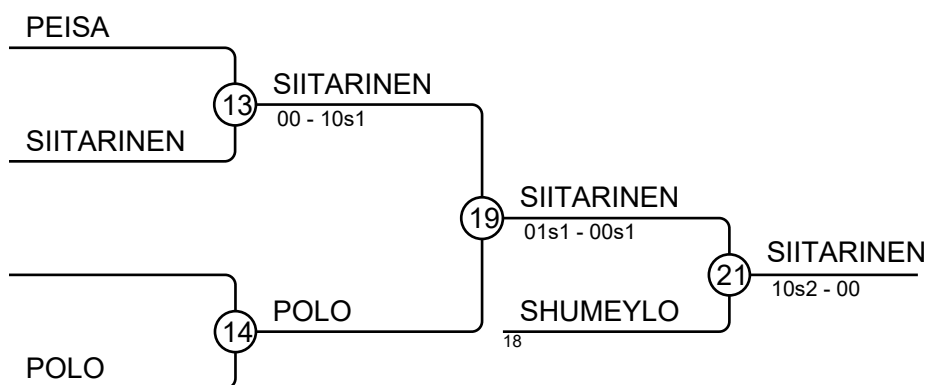 PEISA
13
SIITARINEN
00 - 10s1
SIITARINEN
19
SIITARINEN
01s1 - 00s1
21
SIITARINEN
10s2 - 00
14
POLO
SHUMEYLO
18
POLO